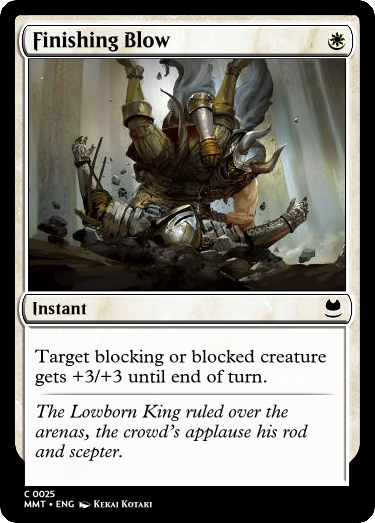 Finishing Blow
Instant
Target blocking or blocked creature
gets +3/+3 until end of turn.
The Lowborn King ruled over the
arenas, the crowd's applause his rod
and scepter.
C 0025
MMT • ENG Kekai Kotaki